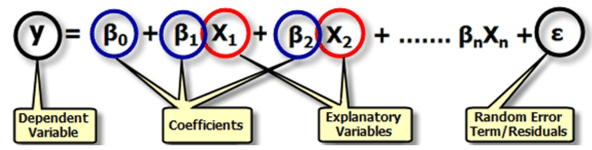 y = β₀ + β₁X₁ + β₂X₂ + ....... βₙXₙ + ε
Dependent
Variable
Coefficients
Explanatory
Variables
Random Error
Term/Residuals